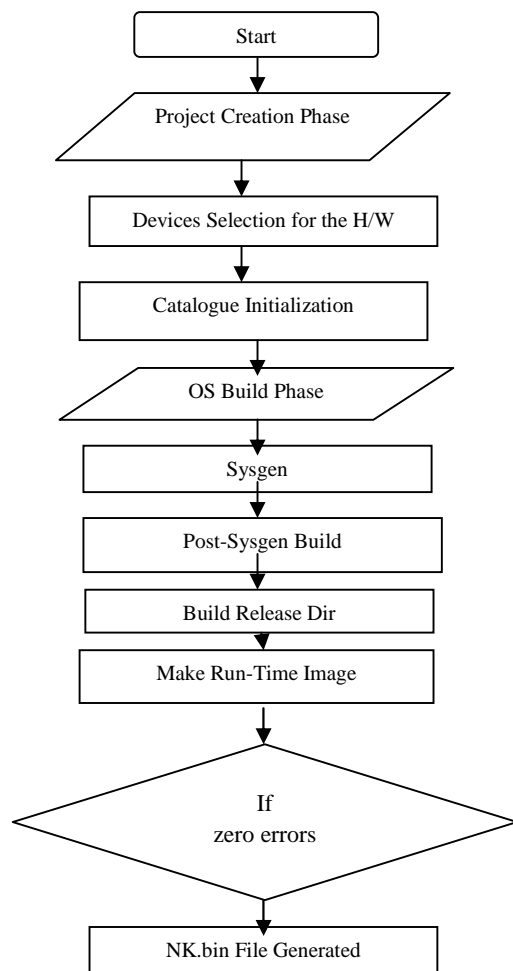 Start
Project Creation Phase
Devices Selection for the H/W
Catalogue Initialization
OS Build Phase
Sysgen
Post-Sysgen Build
Build Release Dir
Make Run-Time Image
If
zero errors
NK.bin File Generated